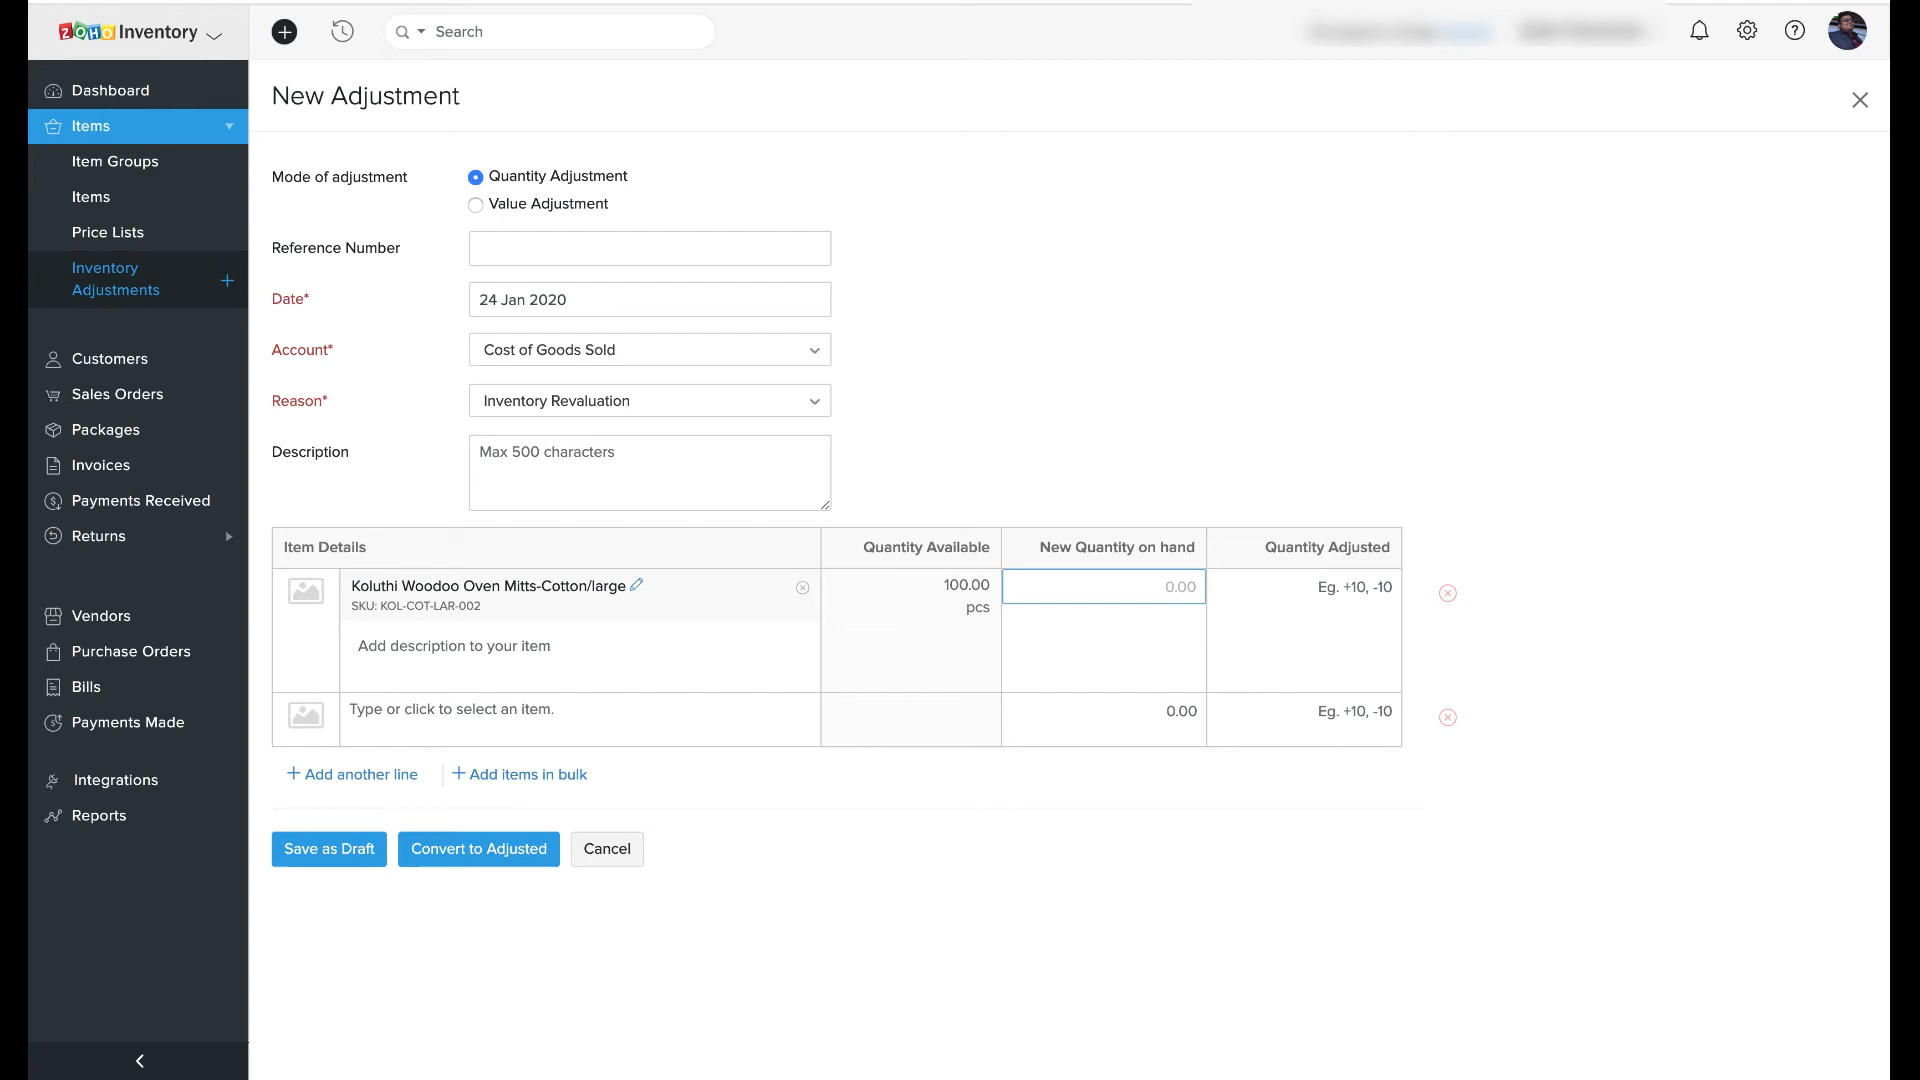 ZOHO Inventory
Search
Dashboard
Items
Item Groups
Items
Price Lists
Inventory
Adjustments
Customers
Sales Orders
Packages
Invoices
Payments Received
Returns
Vendors
Purchase Orders
Bills
Payments Made
Integrations
Reports
New Adjustment
Mode of adjustment
Quantity Adjustment
Value Adjustment
Reference Number
Date*
24 Jan 2020
Account*
Cost of Goods Sold
Reason*
Inventory Revaluation
Description
Max 500 characters
Item Details
Quantity Available
New Quantity on hand
Quantity Adjusted
Koluthi Woodoo Oven Mitts-Cotton/large
SKU: KOL-COT-LAR-002
Add description to your item
100.00
pcs
0.00
Eg. +10, -10
Type or click to select an item.
0.00
Eg. +10, -10
+ Add another line
+ Add items in bulk
Save as Draft
Convert to Adjusted
Cancel